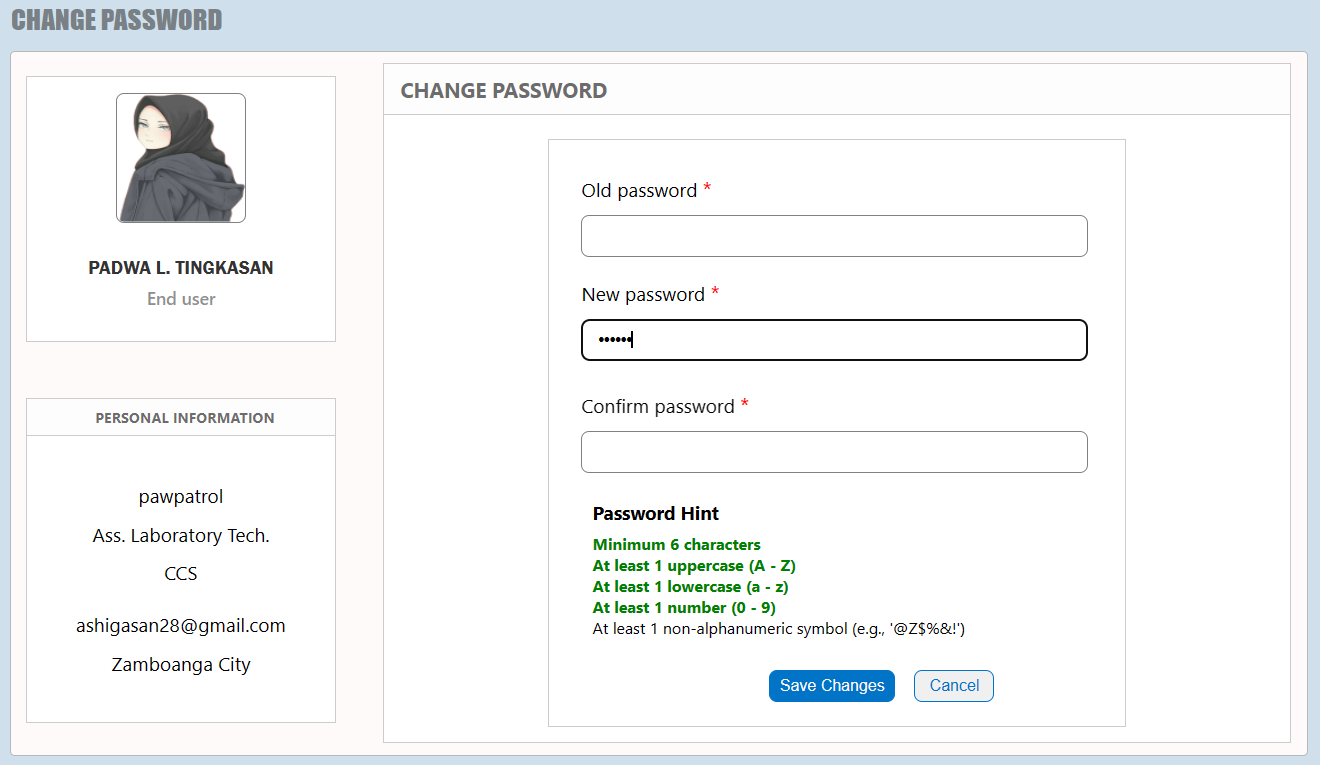 CHANGE PASSWORD
PADWA L. TINGKASAN
End user
PERSONAL INFORMATION
pawpatrol
Ass. Laboratory Tech.
CCS
ashigasan28@gmail.com
Zamboanga City
CHANGE PASSWORD
Old password *
New password *
••••••
Confirm password *
Password Hint
Minimum 6 characters
At least 1 uppercase (A - Z)
At least 1 lowercase (a - z)
At least 1 number (0 - 9)
At least 1 non-alphanumeric symbol (e.g., '@Z$%&!')
Save Changes
Cancel